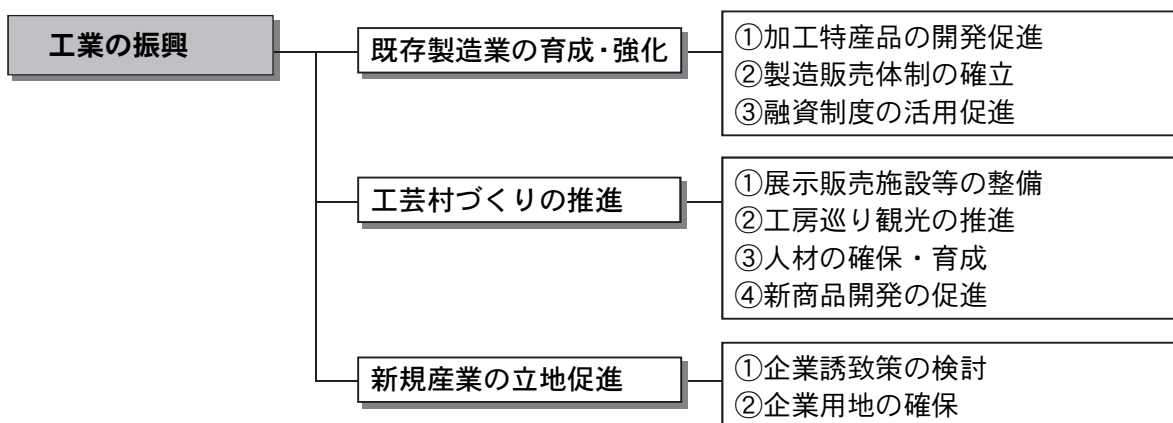 工業の振興
既存製造業の育成・強化
①加工特産品の開発促進
②製造販売体制の確立
③融資制度の活用促進
工芸村づくりの推進
①展示販売施設等の整備
②工房巡り観光の推進
③人材の確保・育成
④新商品開発の促進
新規産業の立地促進
①企業誘致策の検討
②企業用地の確保